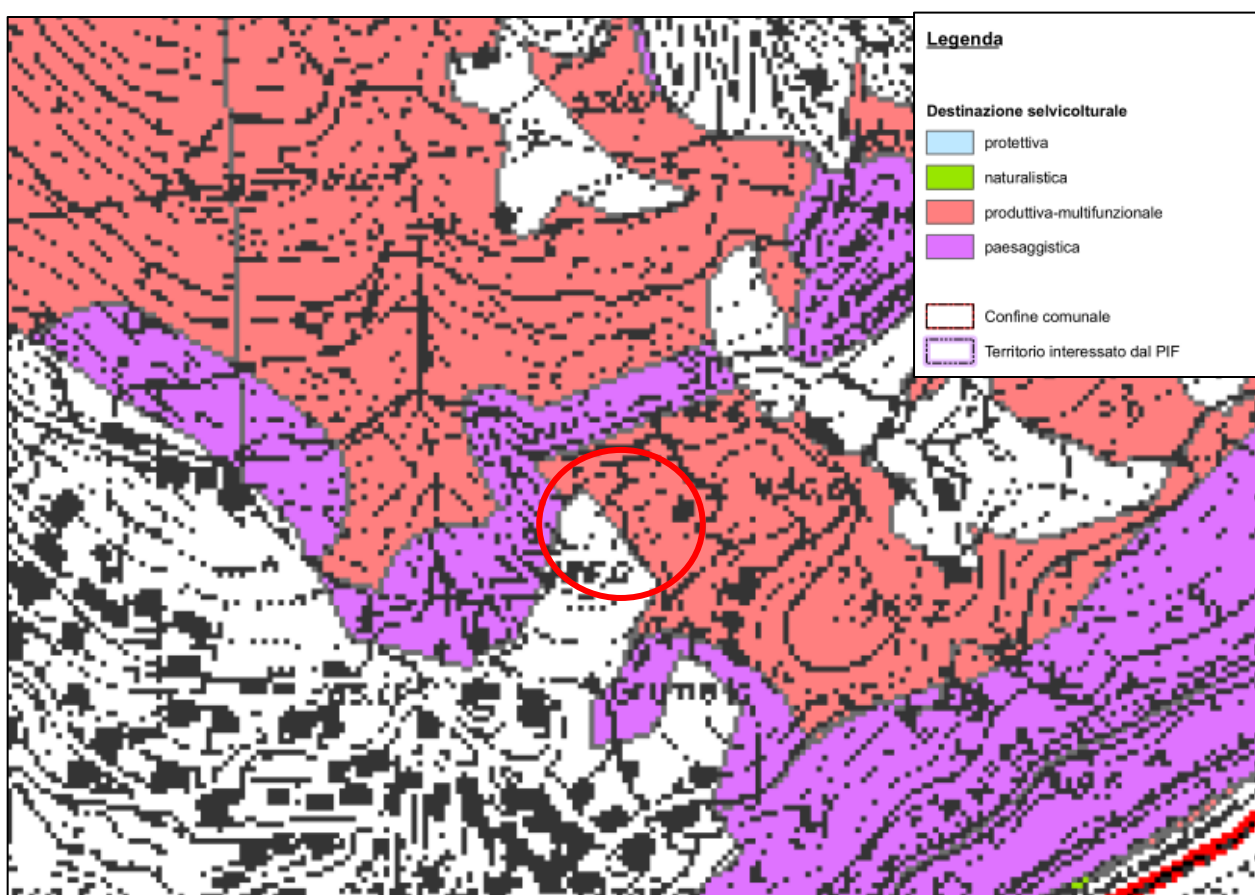 Legenda
Destinazione selvicolturale
protettiva
naturalistica
produttiva-multifunzionale
paesaggistica
Confine comunale
Territorio interessato dal PIF